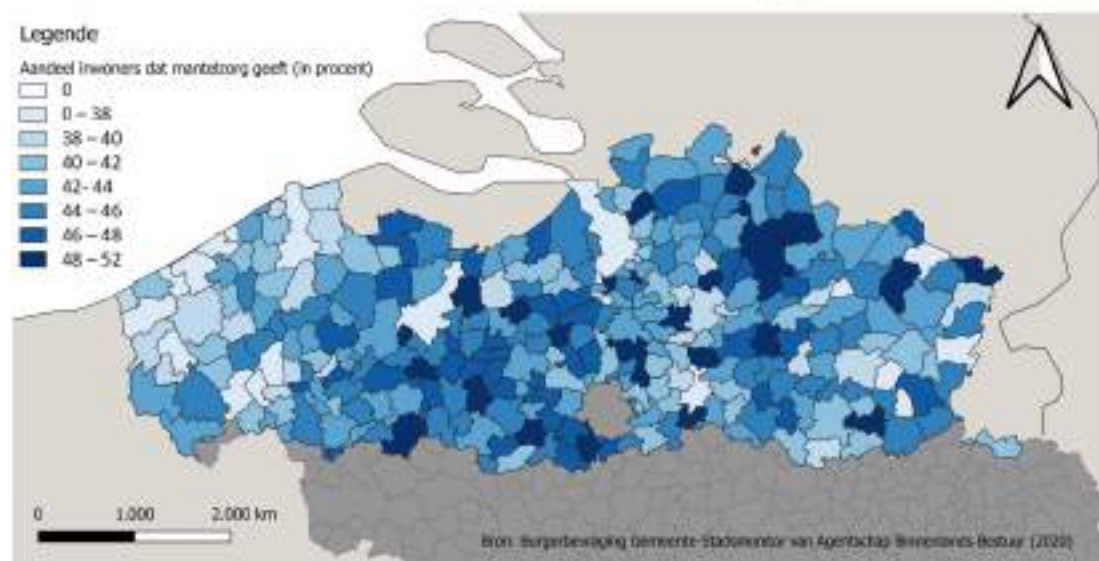 Legende
Aandeel inwoners dat mantelzorg geeft (in procent)
0
0 – 38
38 – 40
40 – 42
42- 44
44 – 46
46 – 48
48 – 52
0 1.000 2.000 km
Bron: Burgerbevraging Gemeente-Stadsmonitor van Agentschap Binnenlands Bestuur (2020)